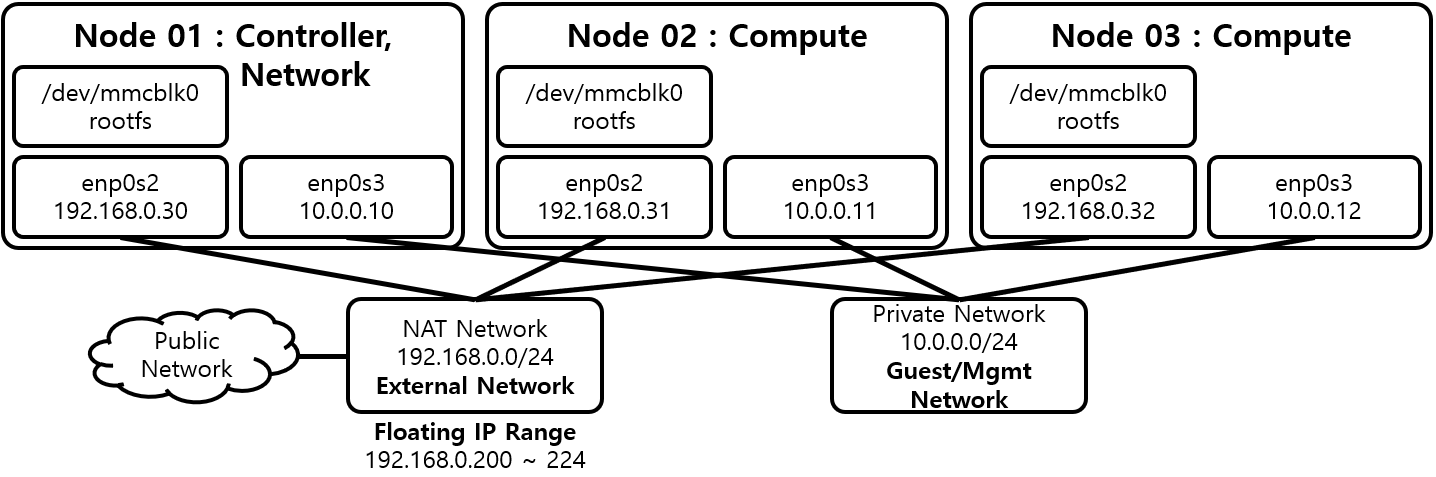 Node 01 : Controller,
Network
/dev/mmcblk0
rootfs
enp0s2
192.168.0.30
enp0s3
10.0.0.10
Node 02 : Compute
/dev/mmcblk0
rootfs
enp0s2
192.168.0.31
enp0s3
10.0.0.11
Node 03 : Compute
/dev/mmcblk0
rootfs
enp0s2
192.168.0.32
enp0s3
10.0.0.12
Public
Network
NAT Network
192.168.0.0/24
External Network
Floating IP Range
192.168.0.200 ~ 224
Private Network
10.0.0.0/24
Guest/Mgmt
Network